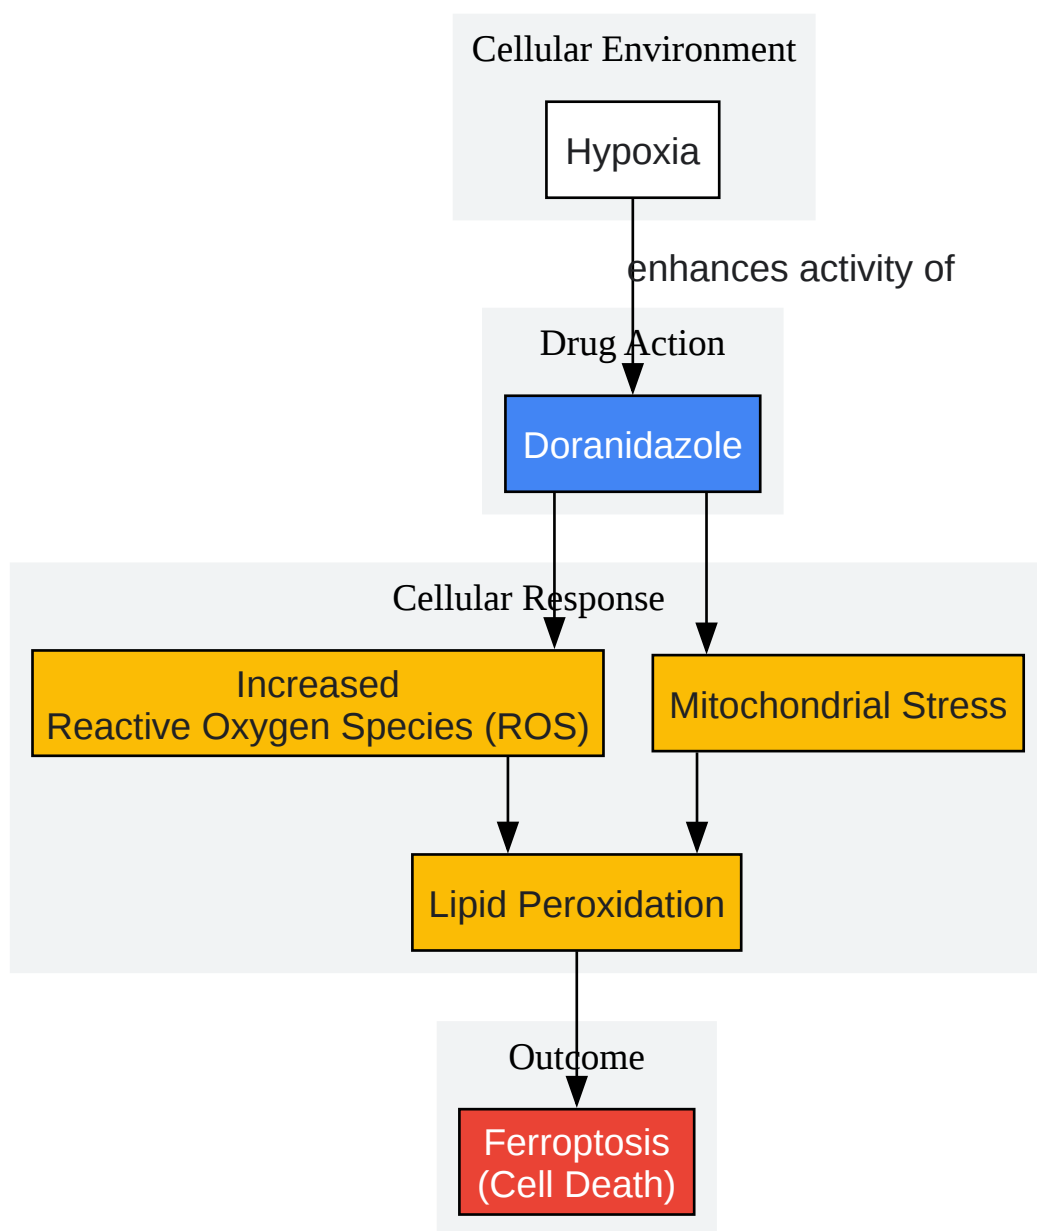 Cellular Environment
Hypoxia
enhances activity of
Drug Action
Doranidazole
Cellular Response
Increased
Reactive Oxygen Species (ROS)
Mitochondrial Stress
Lipid Peroxidation
Outcome
Ferroptosis
(Cell Death)